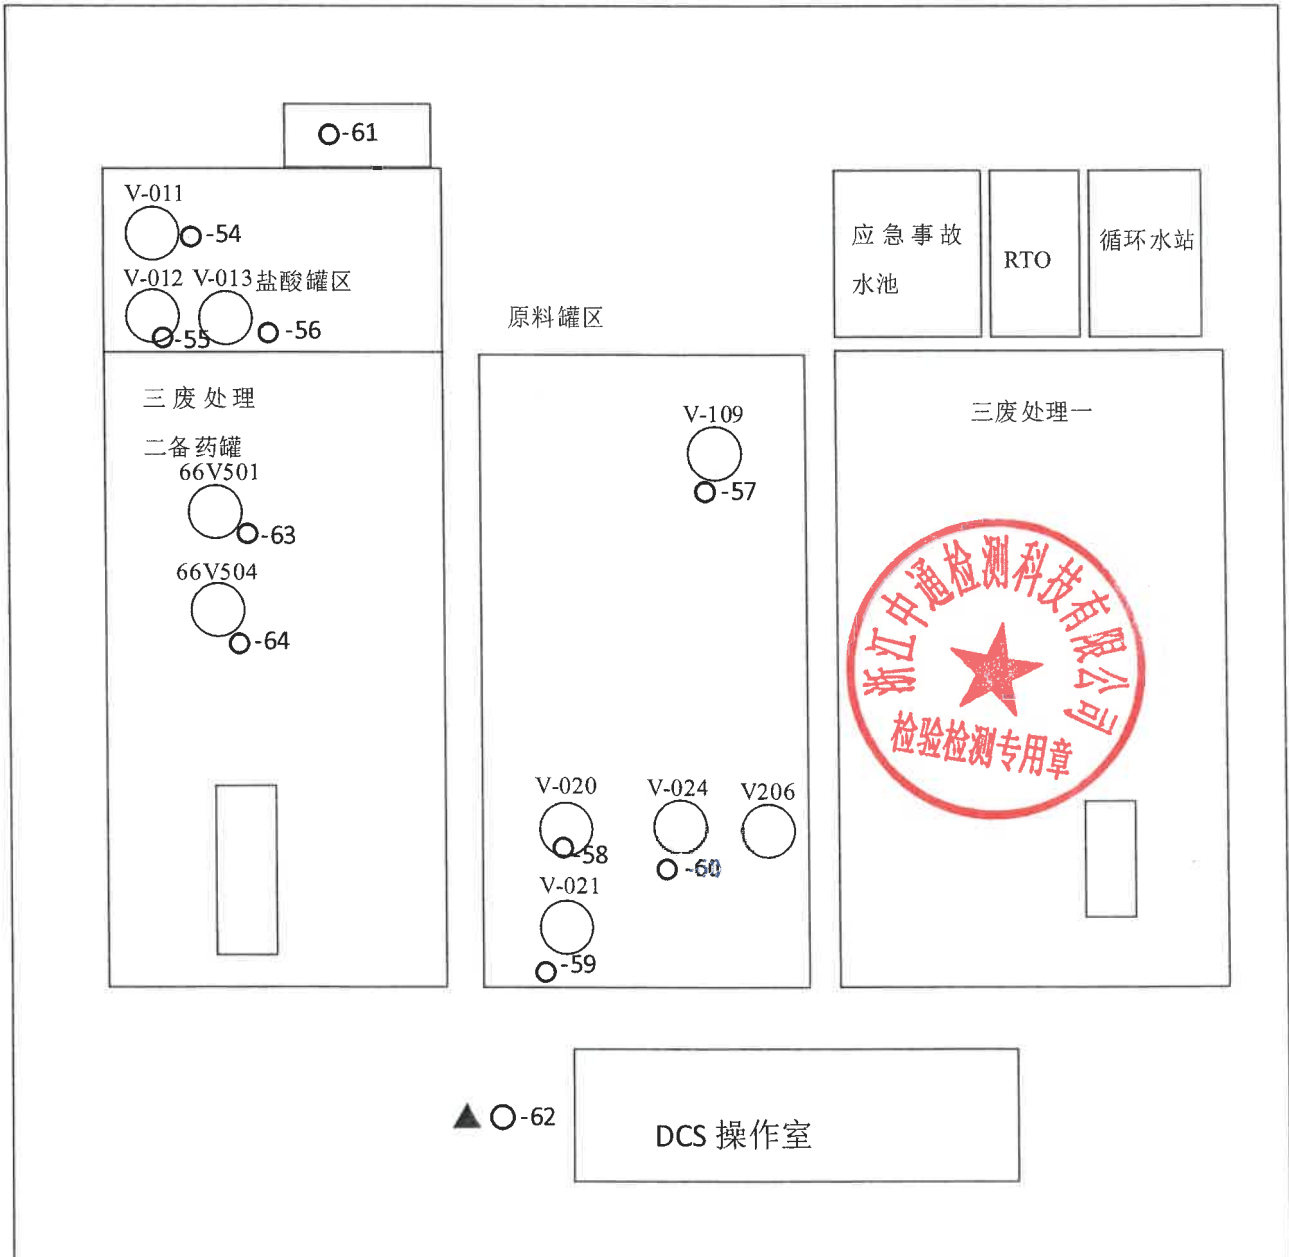 -61
V-011
-54
V-012
V-013 盐酸罐区
-55
-56
应急事故
水池
RTO
循环水站
原料罐区
三废处理
二备药罐
66V501
-63
66V504
-64
V-109
-57
三废处理一
浙江中通检测科技有限公司
检验检测专用章
V-020
V-024
V206
-58
-60
V-021
-59
-62
DCS 操作室